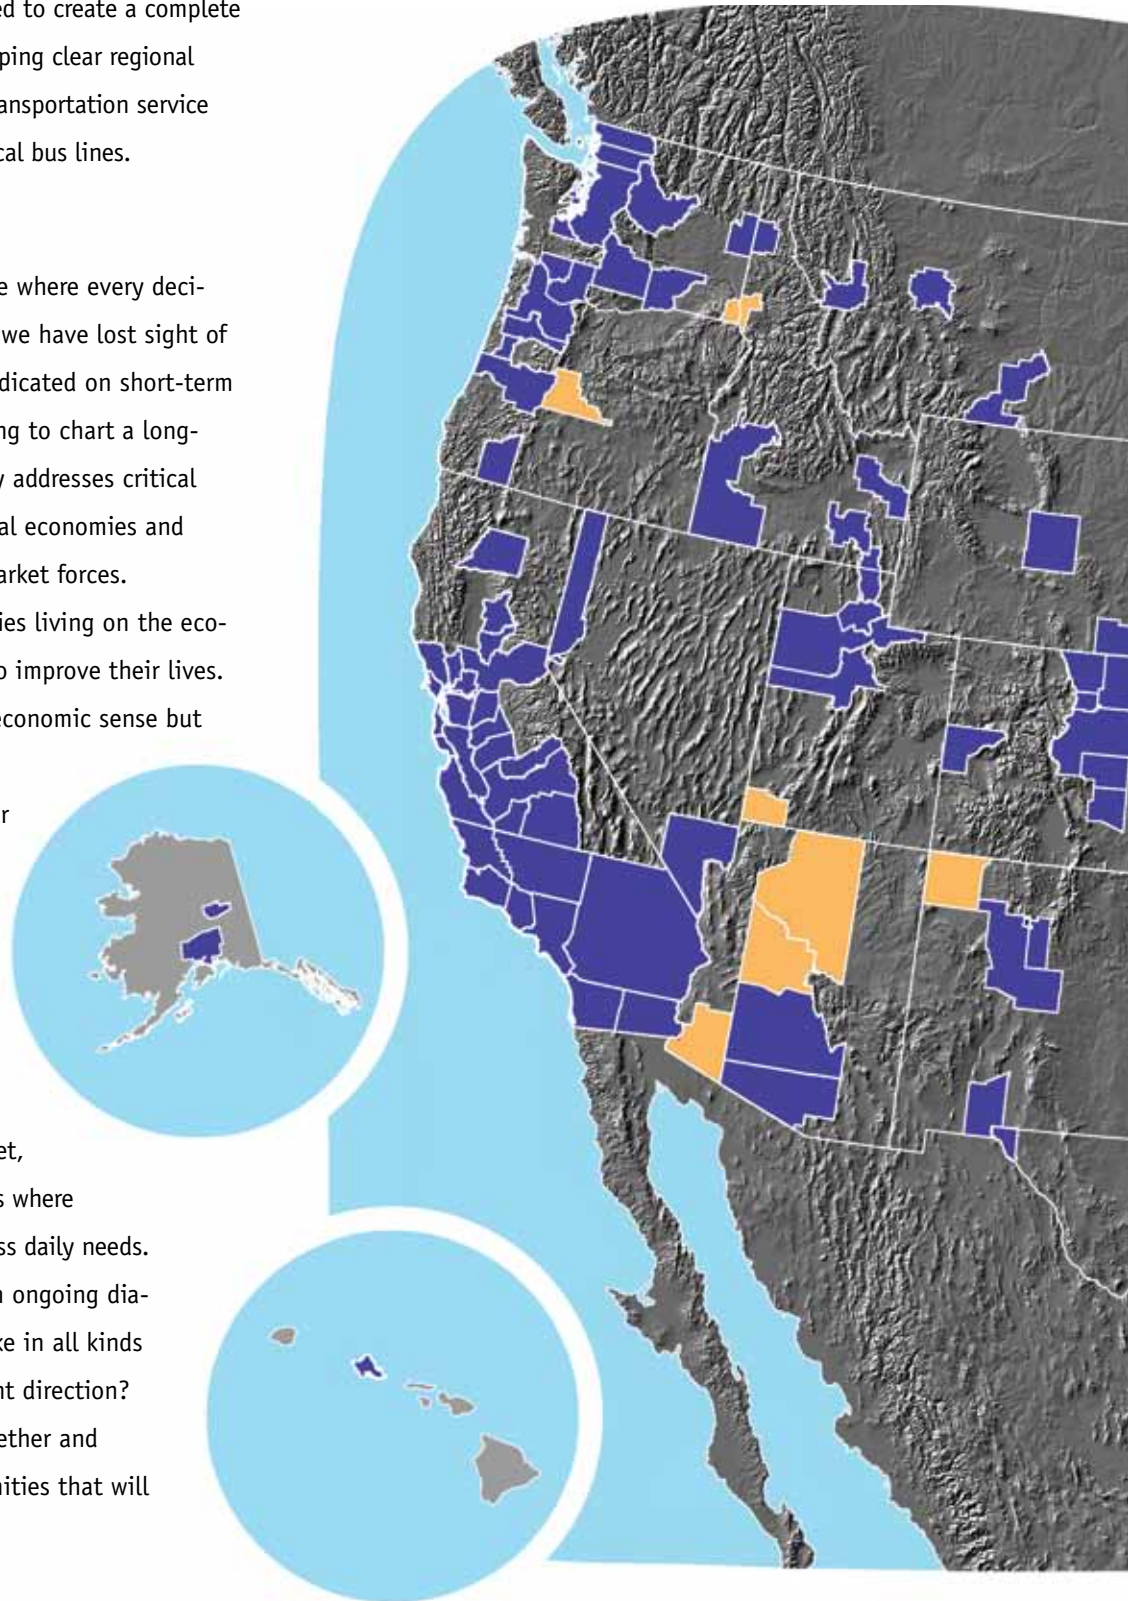 ed to create a complete
ping clear regional
ansportation service
cal bus lines.
e where every deci-
we have lost sight of
dicated on short-term
ng to chart a long-
y addresses critical
al economies and
arket forces.
ies living on the eco-
o improve their lives.
economic sense but
r
et,
s where
ss daily needs.
n ongoing dia-
ke in all kinds
nt direction?
ether and
nities that will